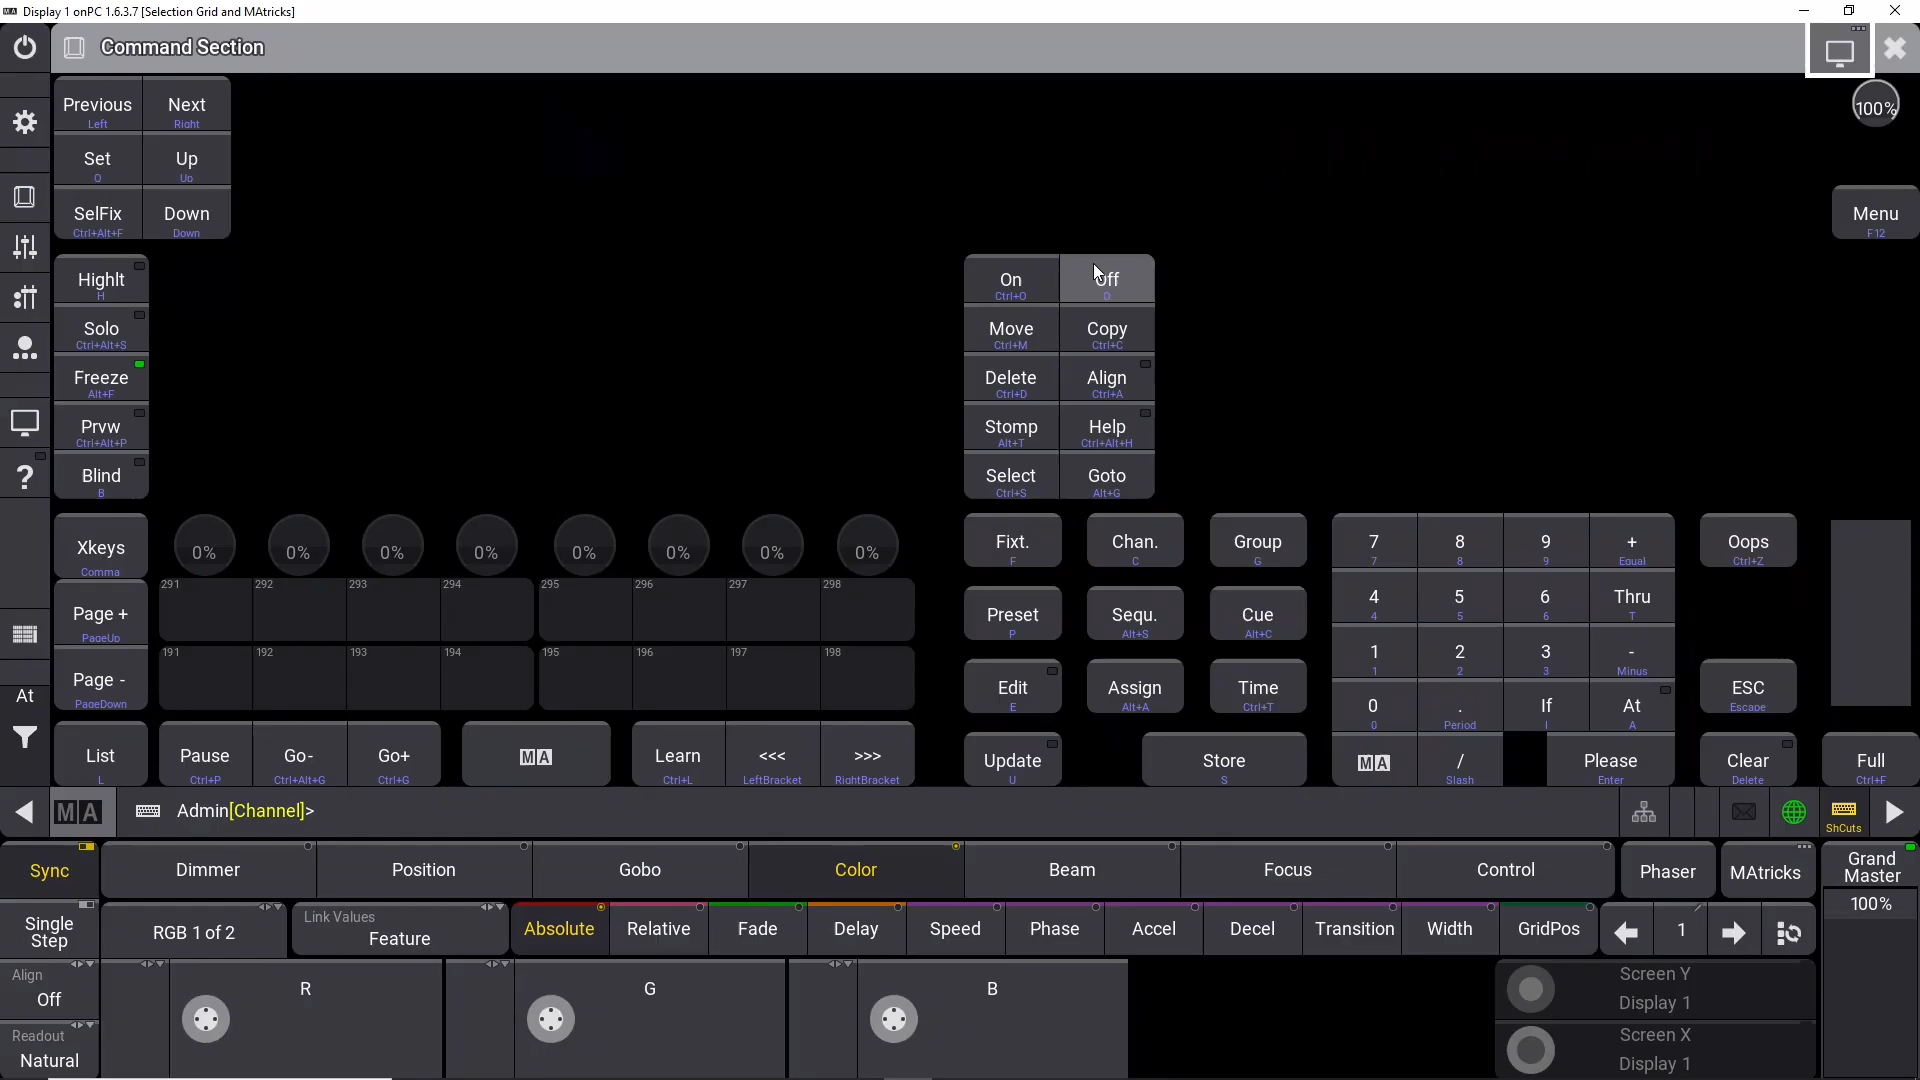 Display 1 onPC 1.6.3.7 [Selection Grid and MAtricks]
Command Section
Previous Next
Left Right
100%
Set Up
O Up
SelFix Down
Ctrl+Alt+F Down
Menu
F12
Highlt
H
On Off
Ctrl+O O
Solo
Ctrl+Alt+S
Move Copy
Ctrl+M Ctrl+C
Freeze
Alt+F
Delete Align
Ctrl+D Ctrl+A
Prvw
Ctrl+Alt+P
Stomp Help
Alt+T Ctrl+Alt+H
Blind
B
Select Goto
Ctrl+S Alt+G
Xkeys
Comma
0% 0% 0% 0% 0% 0% 0% 0%
Fixt. Chan. Group
F C G
7 8 9 +
7 8 9 Equal
Oops
Ctrl+Z
291 292 293 294 295 296 297 298
Page +
PageUp
Preset Sequ. Cue
P Alt+S Alt+C
4 5 6 Thru
4 5 6 T
191 192 193 194 195 196 197 198
Page -
PageDown
1 2 3 -
1 2 3 Minus
At
Edit Assign Time
E Alt+A Ctrl+T
0 . If At
0 Period I A
ESC
Escape
List Pause Go- Go+ MA Learn <<< >>>
L Ctrl+P Ctrl+Alt+G Ctrl+G Ctrl+L LeftBracket RightBracket
Update Store MA / Please Clear Full
U S Slash Enter Delete Ctrl+F
MA Admin[Channel]>
ShCuts
Sync Dimmer Position Gobo Color Beam Focus Control Phaser MAtricks
Grand
Master
100%
Single
Step
RGB 1 of 2
Link Values
Feature
Absolute Relative Fade Delay Speed Phase Accel Decel Transition Width GridPos 1
Align
Off
R G B
Screen Y
Display 1
Readout
Natural
Screen X
Display 1